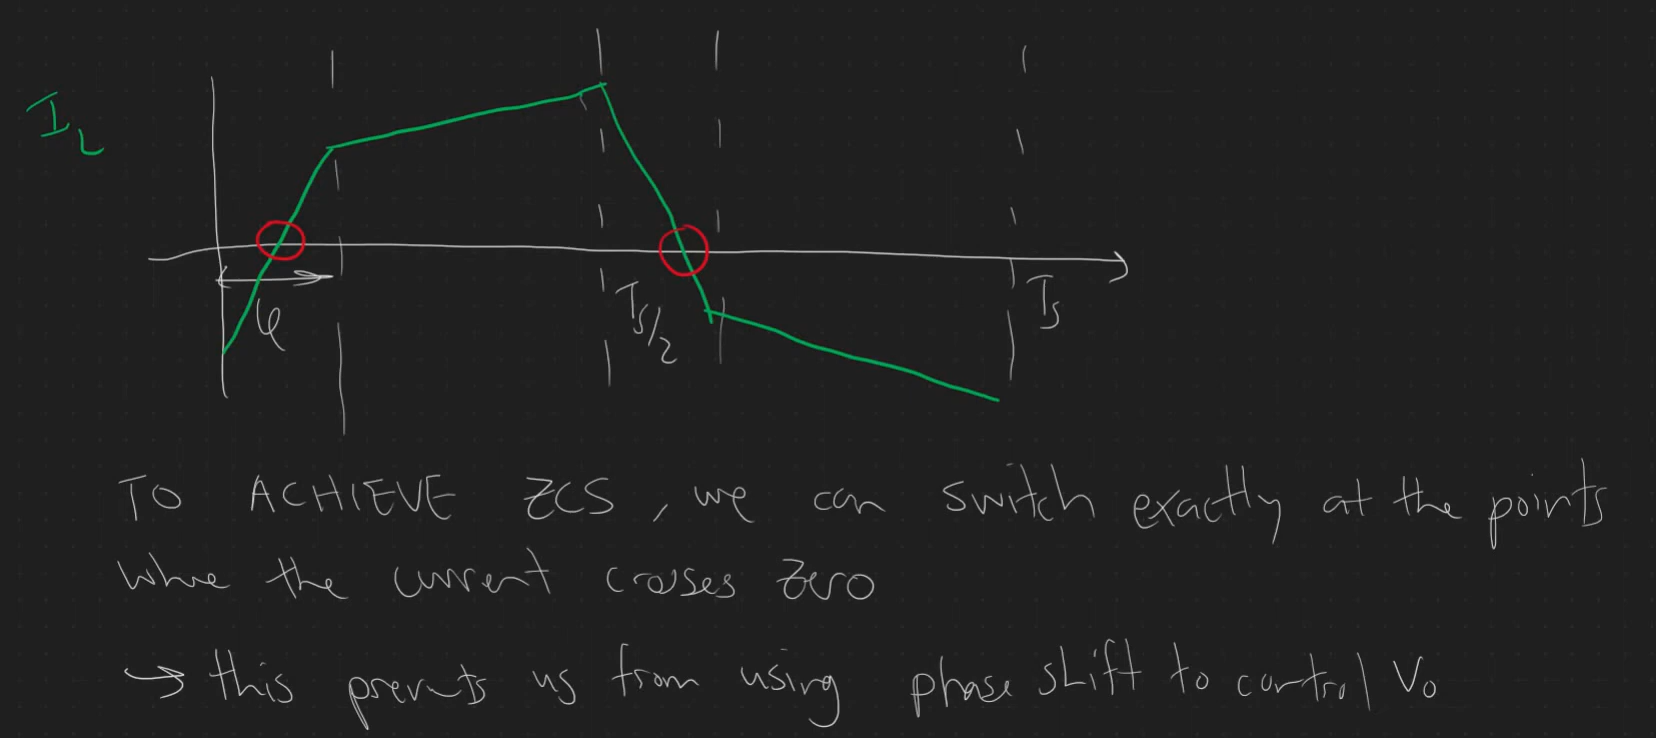 I_L
φ
Ts/2
Ts
TO ACHIEVE ZCS, we can switch exactly at the points
where the current crosses zero
→ this prevents us from using phase shift to control Vo